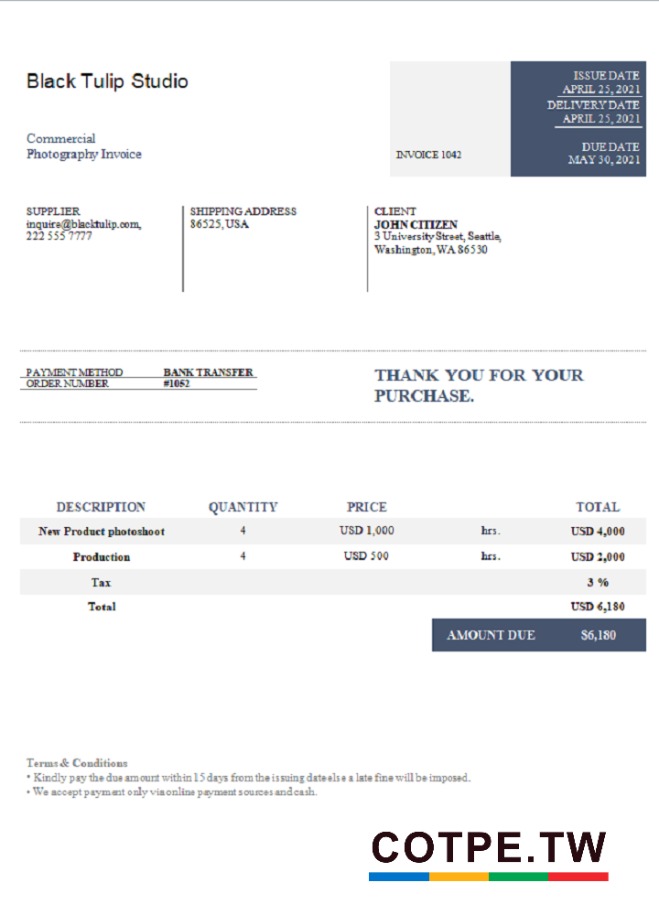 Black Tulip Studio
ISSUE DATE
APRIL 25, 2021
DELIVERY DATE
APRIL 25, 2021
DUE DATE
MAY 30, 2021
Commercial
Photography Invoice
INVOICE 1042
SUPPLIER
inquire@blacktulip.com,
222 555 7777
SHIPPING ADDRESS
86525, USA
CLIENT
JOHN CITIZEN
3 University Street, Seattle,
Washington, WA 86530
PAYMENT METHOD BANK TRANSFER
ORDER NUMBER #1052
THANK YOU FOR YOUR
PURCHASE.
DESCRIPTION QUANTITY PRICE TOTAL
New Product photoshoot 4 USD 1,000 hrs. USD 4,000
Production 4 USD 500 hrs. USD 2,000
Tax 3 %
Total USD 6,180
AMOUNT DUE $6,180
Terms & Conditions
* Kindly pay the due amount within 15 days from the issuing date else a late fine will be imposed.
• We accept payment only via online payment sources and cash.
COTPE.TW